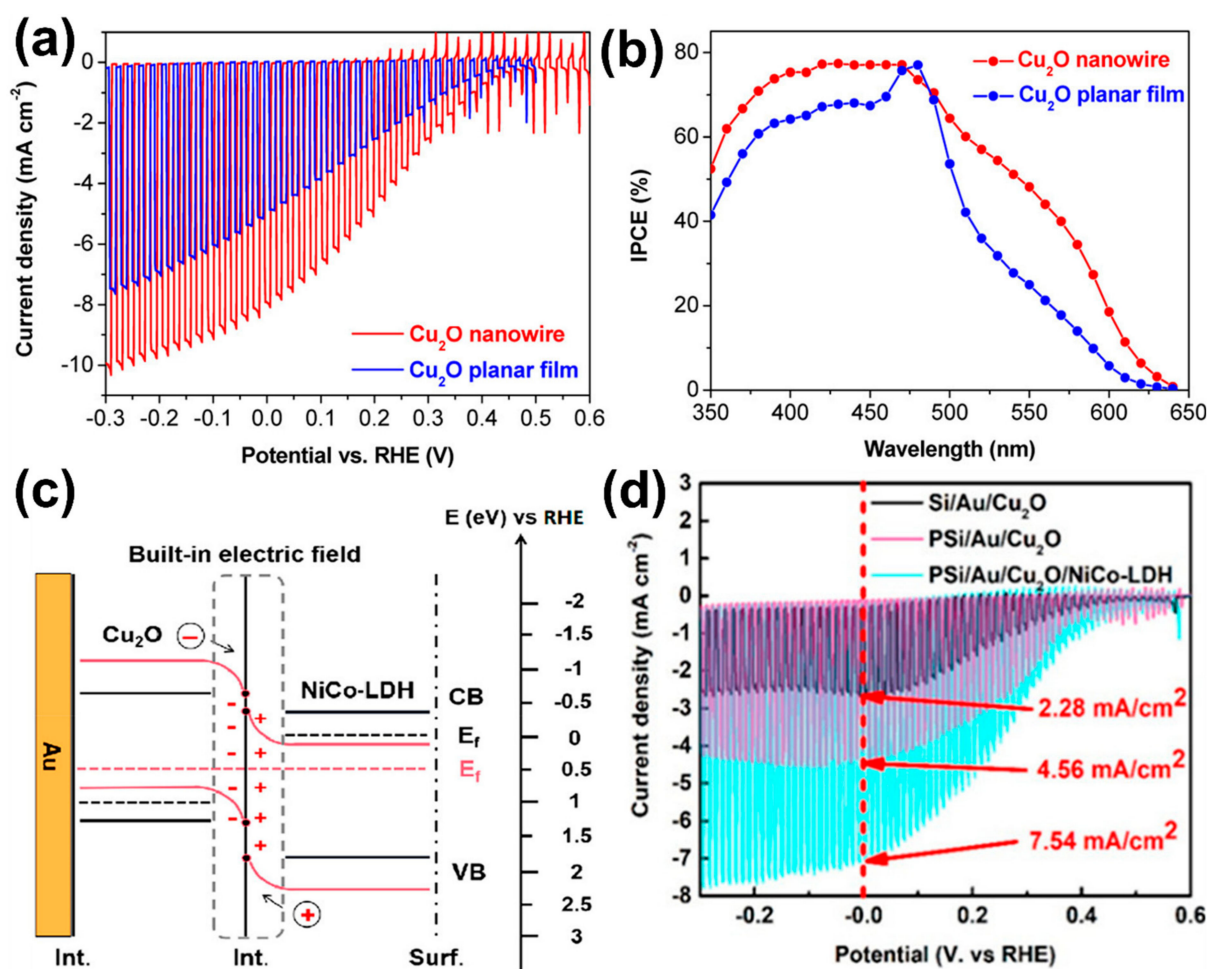 (a)
0
-2
-4
-6
-8
-10
Current density (mA cm⁻²)
Cu₂O nanowire
Cu₂O planar film
-0.3 -0.2 -0.1 0.0 0.1 0.2 0.3 0.4 0.5 0.6
Potential vs. RHE (V)
(b)
80
60
40
20
0
IPCE (%)
Cu₂O nanowire
Cu₂O planar film
350 400 450 500 550 600 650
Wavelength (nm)
(c)
E (eV) vs RHE
Built-in electric field
Cu₂O
NiCo-LDH
Au
CB
E_f
E_f
VB
-2
-1.5
-1
-0.5
0
0.5
1
1.5
2
2.5
3
Int.
Int.
Surf.
(d)
3
2
1
0
-1
-2
-3
-4
-5
-6
-7
-8
Current density (mA cm⁻²)
Si/Au/Cu₂O
PSi/Au/Cu₂O
PSi/Au/Cu₂O/NiCo-LDH
2.28 mA/cm²
4.56 mA/cm²
7.54 mA/cm²
-0.2 -0.0 0.2 0.4 0.6
Potential (V. vs RHE)